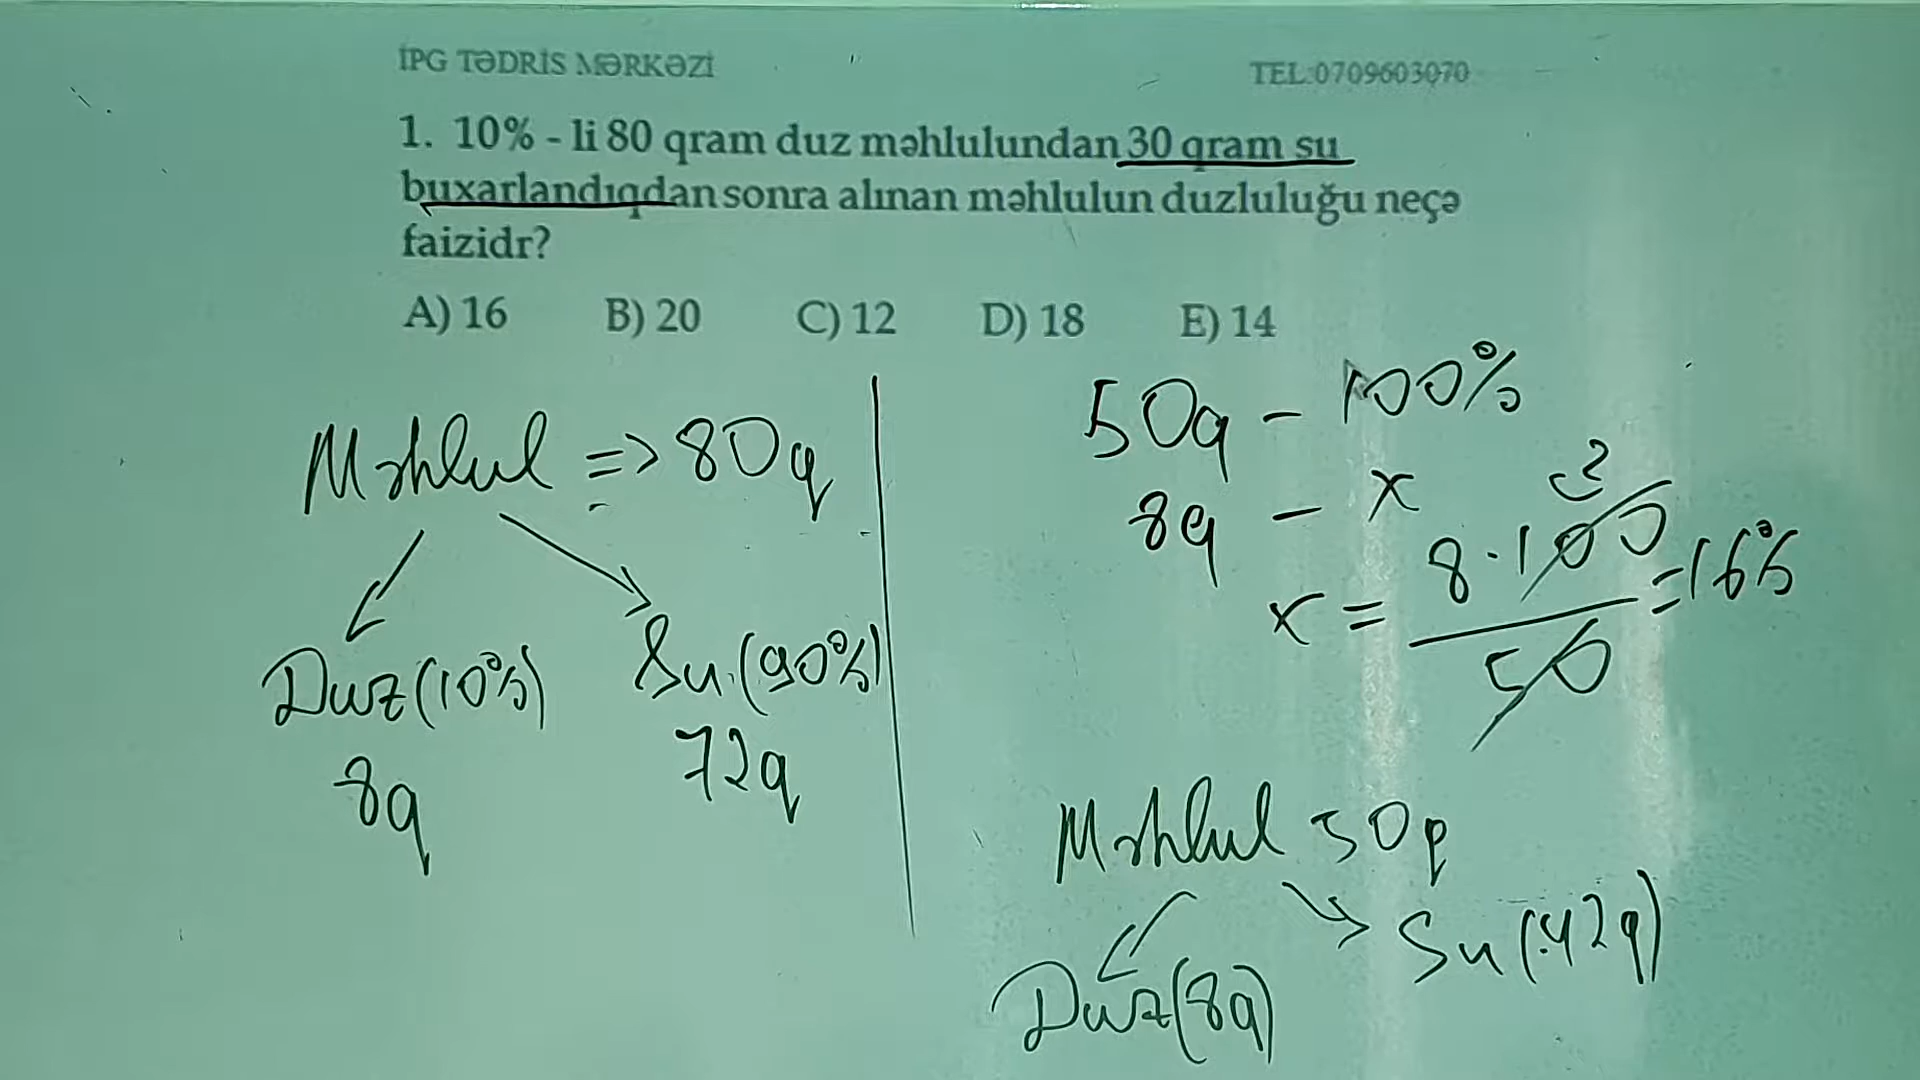 İPG TƏDRİS MƏRKƏZİ
TEL:0709603070
1. 10% - li 80 qram duz məhlulundan 30 qram su
buxarlandıqdan sonra alınan məhlulun duzluluğu neçə
faizidr?
A) 16 B) 20 C) 12 D) 18 E) 14
Məhlul => 80q
Duz (10%) Su (90%)
8q 72q
50q - 100%
8q - x
2
x = 8·100 = 16%
50
Məhlul 50q
Duz (8q) Su (42q)